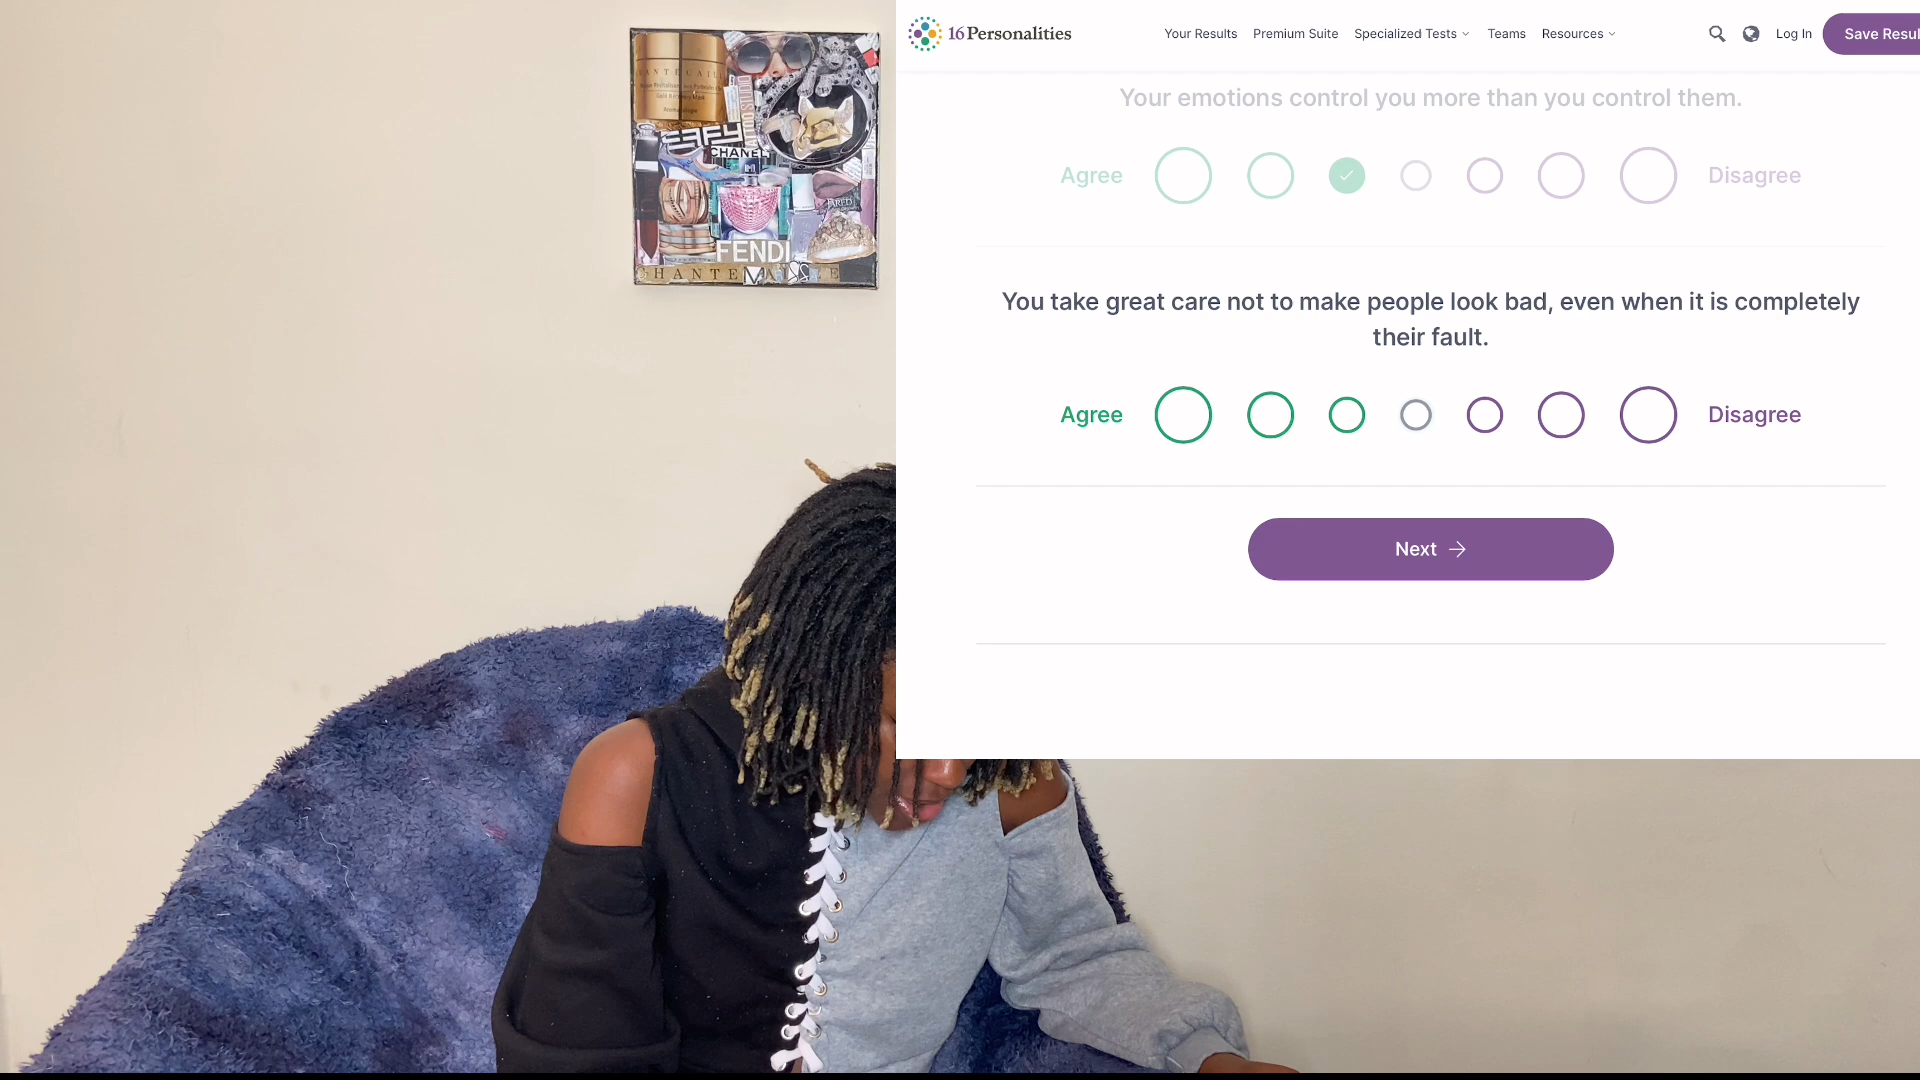 CHANEL
FENDI
16Personalities
Your Results
Premium Suite
Specialized Tests
Teams
Resources
Log In
Your emotions control you more than you control them.
Agree
Disagree
You take great care not to make people look bad, even when it is completely
their fault.
Agree
Disagree
Next